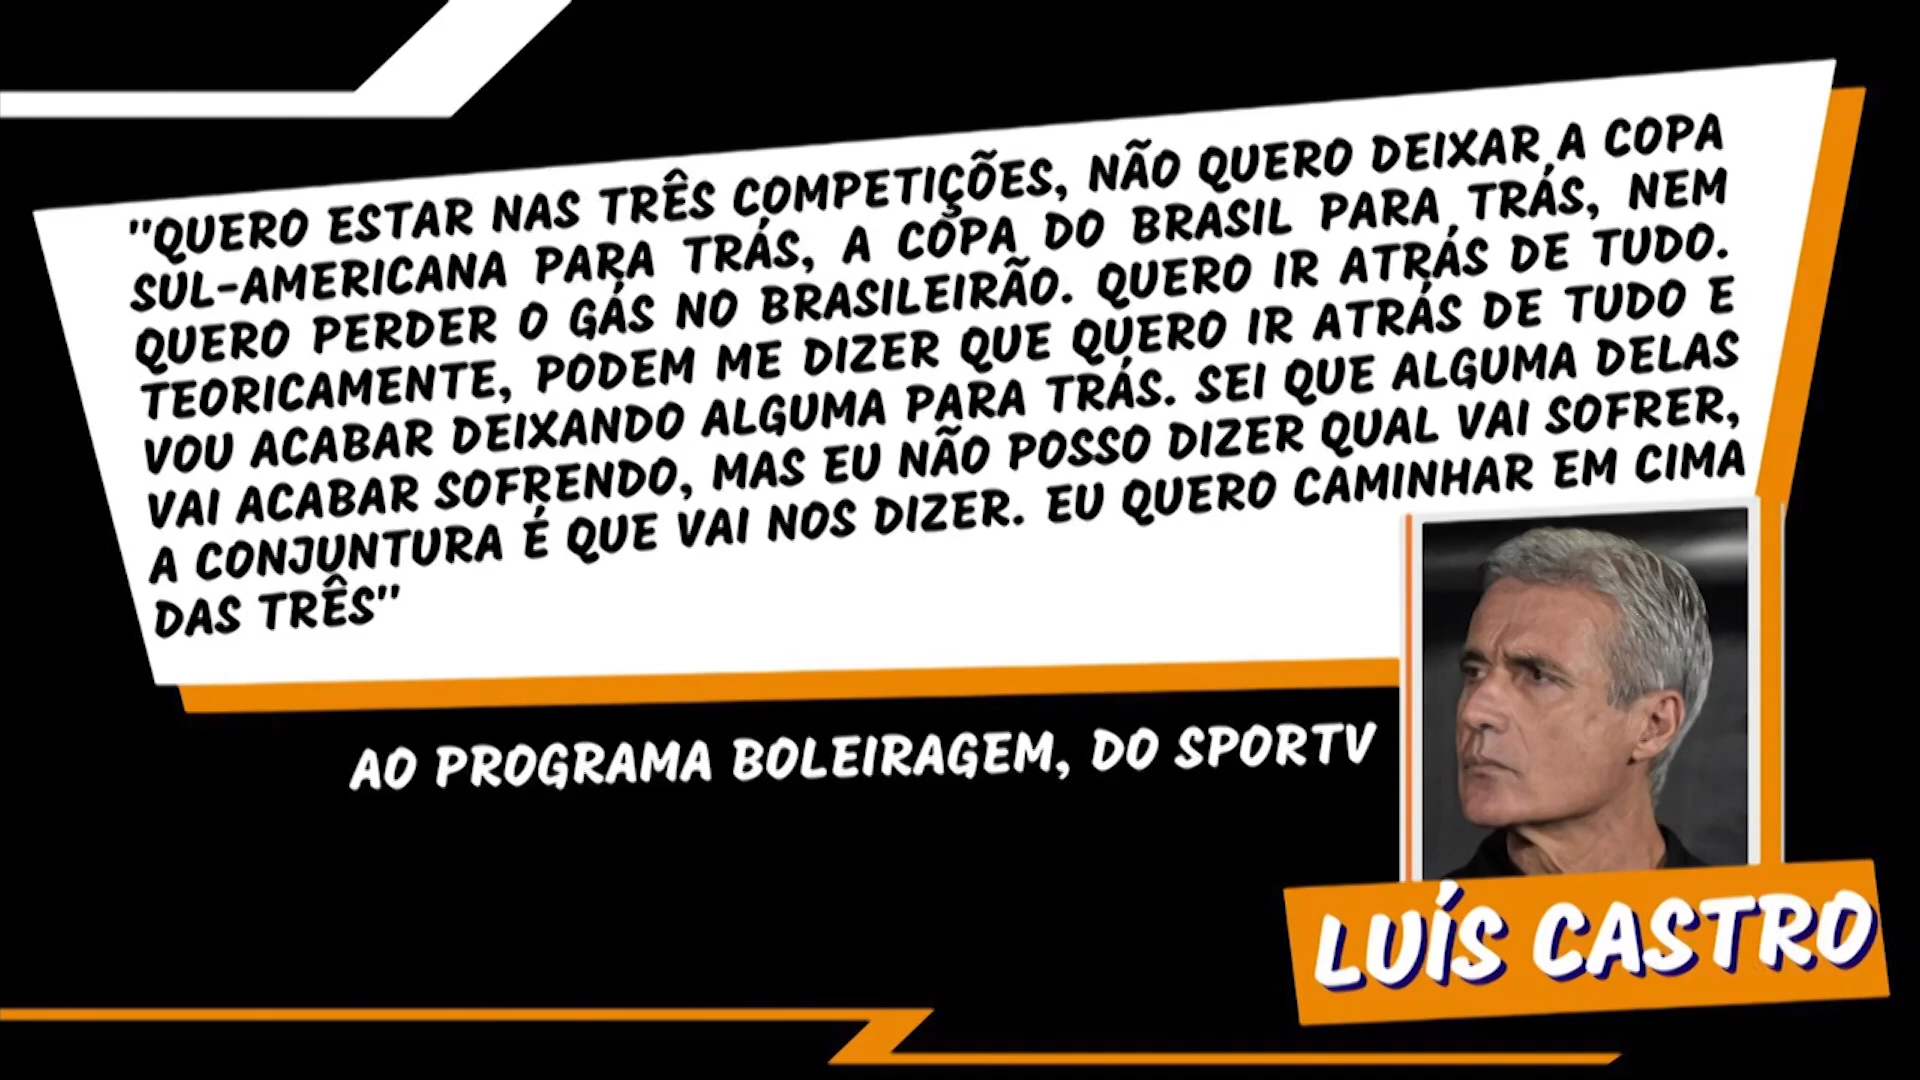 "QUERO ESTAR NAS TRÊS COMPETIÇÕES, NÃO QUERO DEIXAR A COPA
SUL-AMERICANA PARA TRÁS, A COPA DO BRASIL PARA TRÁS, NEM
QUERO PERDER O GÁS NO BRASILEIRÃO. QUERO IR ATRÁS DE TUDO.
TEORICAMENTE, PODEM ME DIZER QUE QUERO IR ATRÁS DE TUDO E
VOU ACABAR DEIXANDO ALGUMA PARA TRÁS. SEI QUE ALGUMA DELAS
VAI ACABAR SOFRENDO, MAS EU NÃO POSSO DIZER QUAL VAI SOFRER,
A CONJUNTURA É QUE VAI NOS DIZER. EU QUERO CAMINHAR EM CIMA
DAS TRÊS"
AO PROGRAMA BOLEIRAGEM, DO SPORTV
LUÍS CASTRO